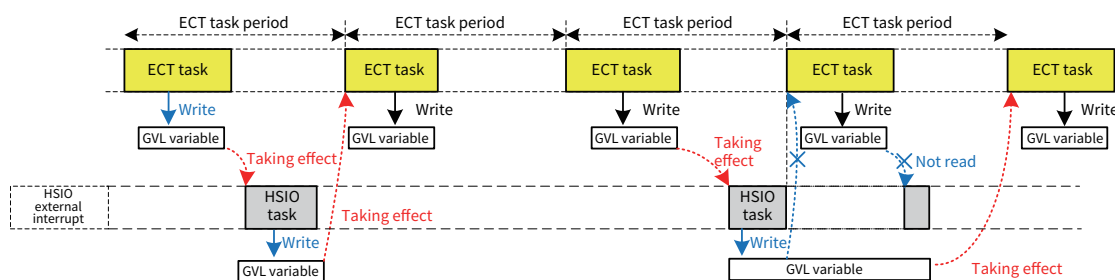 ECT task period
ECT task period
ECT task period
ECT task period
ECT task
ECT task
ECT task
ECT task
ECT task
Write
Write
Write
Write
Write
GVL variable
GVL variable
GVL variable
GVL variable
GVL variable
Taking effect
Taking
effect
Not read
HSIO
external
interrupt
HSIO
task
Taking effect
HSIO
task
Write
Write
GVL variable
GVL variable
Taking effect